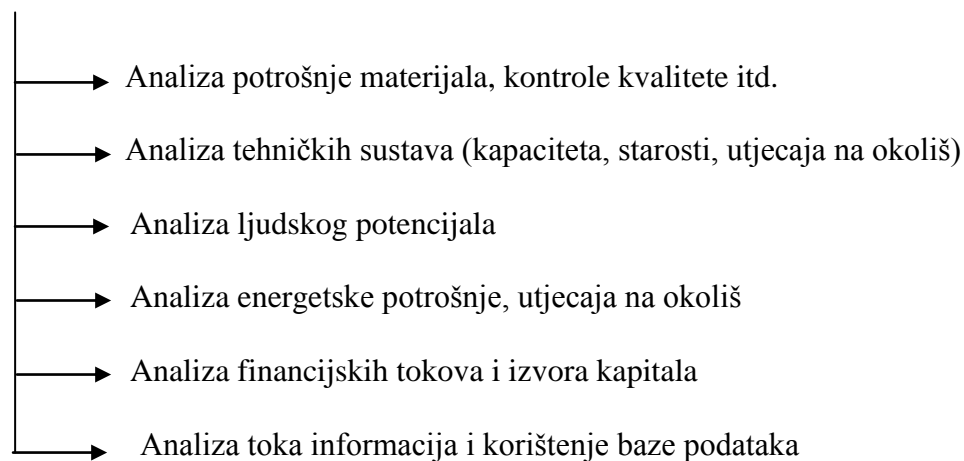 Analiza potrošnje materijala, kontrole kvalitete itd.
Analiza tehničkih sustava (kapaciteta, starosti, utjecaja na okoliš)
Analiza ljudskog potencijala
Analiza energetske potrošnje, utjecaja na okoliš
Analiza financijskih tokova i izvora kapitala
Analiza toka informacija i korištenje baze podataka